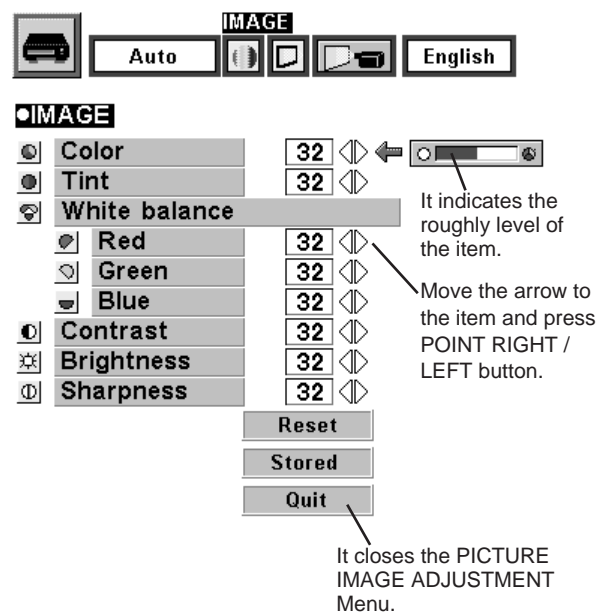 IMAGE
Auto
English
●IMAGE
Color 32
Tint 32
It indicates the
roughly level of
the item.
White balance
Red 32
Green 32
Blue 32
Move the arrow to
the item and press
POINT RIGHT /
LEFT button.
Contrast 32
Brightness 32
Sharpness 32
Reset
Stored
Quit
It closes the PICTURE
IMAGE ADJUSTMENT
Menu.